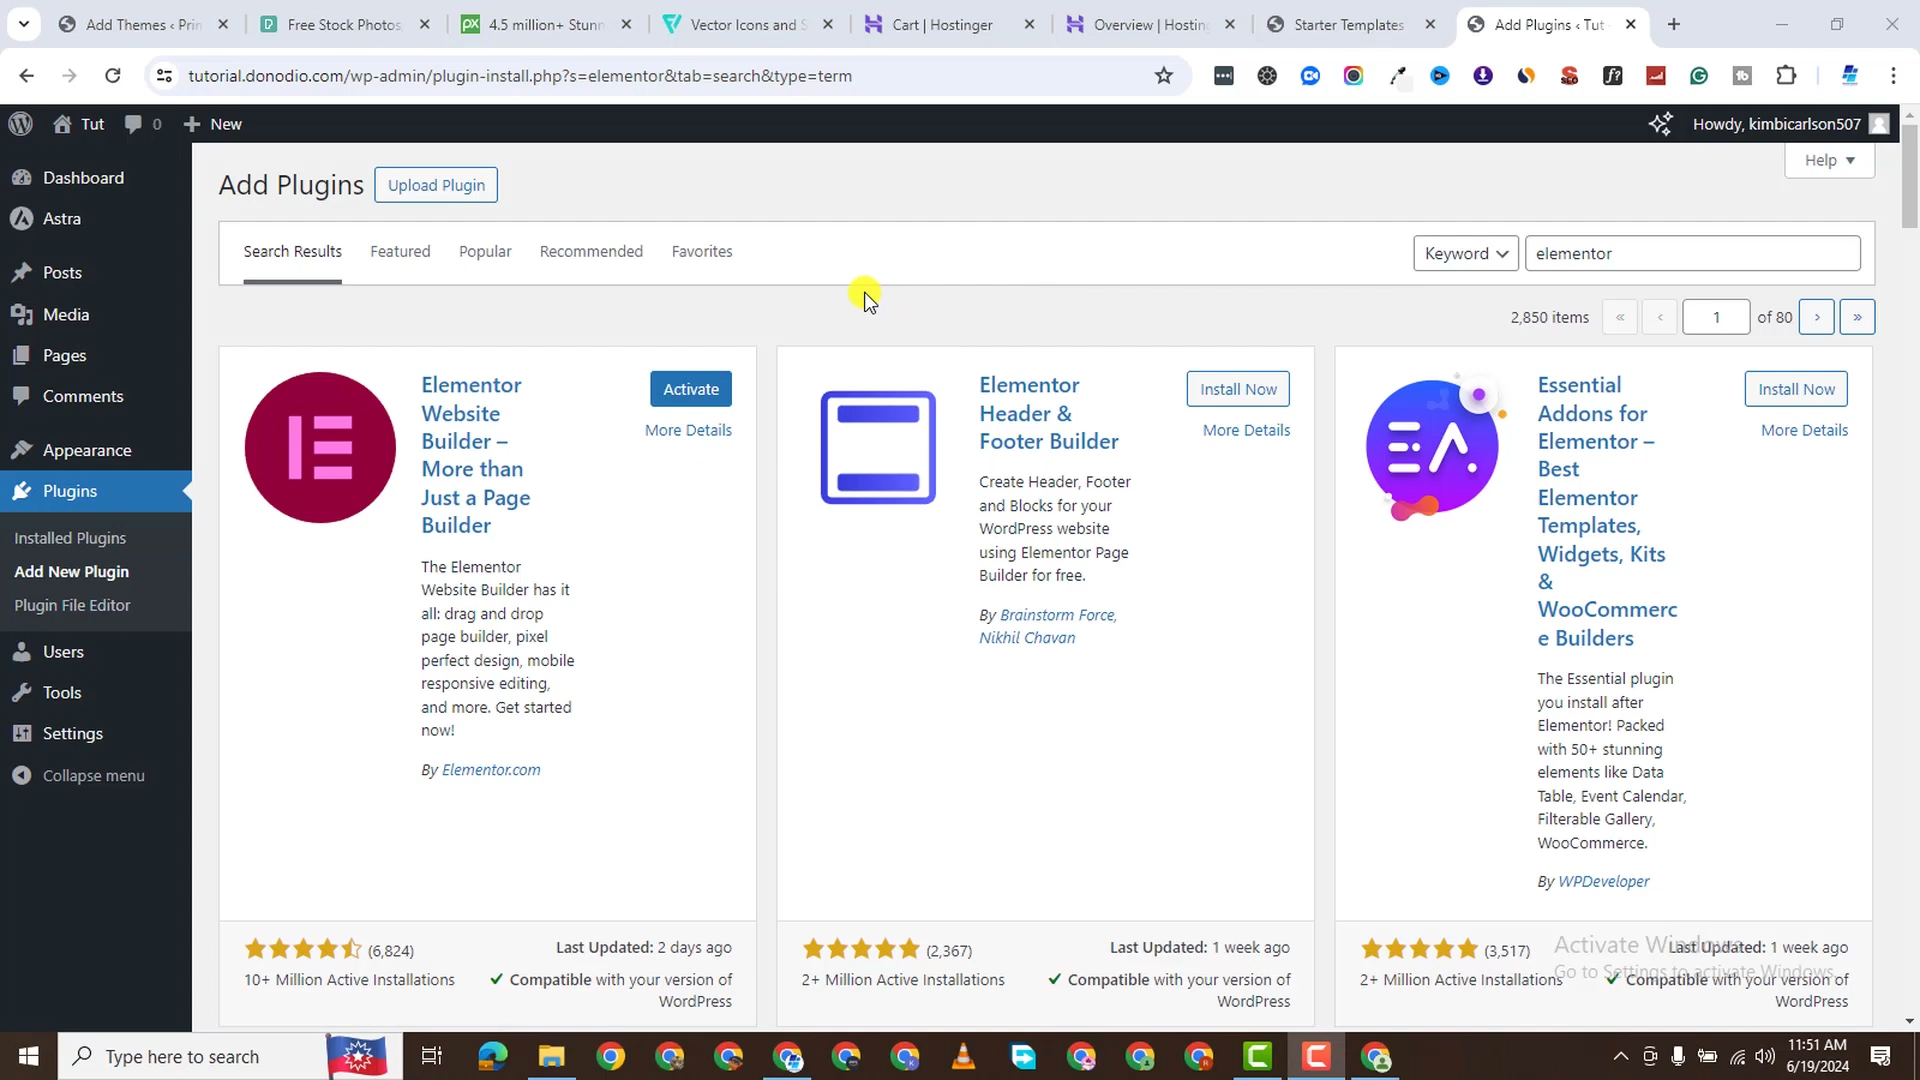 Add Themes ‹ Prin
Free Stock Photos,
4.5 million+ Stunn
Vector Icons and S
Cart | Hostinger
Overview | Hosting
Starter Templates
Add Plugins ‹ Tut -
tutorial.donodio.com/wp-admin/plugin-install.php?s=elementor&tab=search&type=term
Tut
0
New
Howdy, kimbicarlson507
Help
Dashboard
Astra
Posts
Media
Pages
Comments
Appearance
Plugins
Installed Plugins
Add New Plugin
Plugin File Editor
Users
Tools
Settings
Collapse menu
Add Plugins
Upload Plugin
Search Results
Featured
Popular
Recommended
Favorites
Keyword
elementor
2,850 items
«
‹
1
of 80
›
»
Elementor
Website
Builder –
More than
Just a Page
Builder
Activate
More Details
The Elementor
Website Builder has it
all: drag and drop
page builder, pixel
perfect design, mobile
responsive editing,
and more. Get started
now!
By Elementor.com
(6,824)
10+ Million Active Installations
Last Updated: 2 days ago
Compatible with your version of
WordPress
Elementor
Header &
Footer Builder
Install Now
More Details
Create Header, Footer
and Blocks for your
WordPress website
using Elementor Page
Builder for free.
By Brainstorm Force,
Nikhil Chavan
(2,367)
2+ Million Active Installations
Last Updated: 1 week ago
Compatible with your version of
WordPress
Essential
Addons for
Elementor –
Best
Elementor
Templates,
Widgets, Kits
&
WooCommerc
e Builders
Install Now
More Details
The Essential plugin
you install after
Elementor! Packed
with 50+ stunning
elements like Data
Table, Event Calendar,
Filterable Gallery,
WooCommerce.
By WPDeveloper
(3,517)
2+ Million Active Installations
Last Updated: 1 week ago
Compatible with your version of
WordPress
Activate Windows
Go to Settings to activate Windows.
Type here to search
11:51 AM
6/19/2024